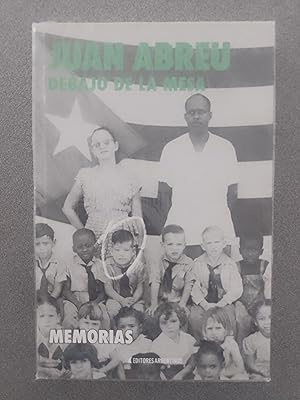 JUAN ABREU
DEBAJO DE LA MESA
MEMORIAS
EDITORES ARGENTINOS